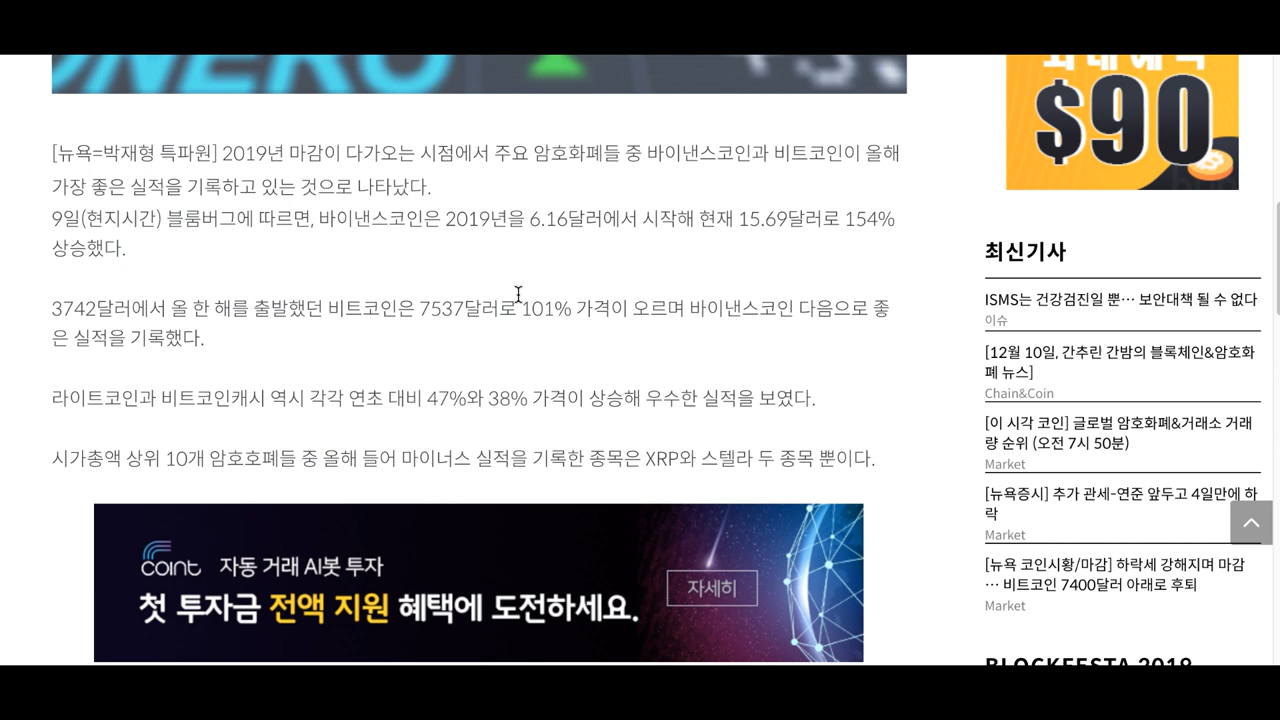 [뉴욕=박재형 특파원] 2019년 마감이 다가오는 시점에서 주요 암호화폐들 중 바이낸스코인과 비트코인이 올해
가장 좋은 실적을 기록하고 있는 것으로 나타났다.
9일(현지시간) 블룸버그에 따르면, 바이낸스코인은 2019년을 6.16달러에서 시작해 현재 15.69달러로 154%
상승했다.
3742달러에서 올 한 해를 출발했던 비트코인은 7537달러로 101% 가격이 오르며 바이낸스코인 다음으로 좋
은 실적을 기록했다.
라이트코인과 비트코인캐시 역시 각각 연초 대비 47%와 38% 가격이 상승해 우수한 실적을 보였다.
시가총액 상위 10개 암호호폐들 중 올해 들어 마이너스 실적을 기록한 종목은 XRP와 스텔라 두 종목 뿐이다.
coint 자동 거래 AI봇 투자
첫 투자금 전액 지원 혜택에 도전하세요.
자세히
$90
최신기사
ISMS는 건강검진일 뿐… 보안대책 될 수 없다
이슈
[12월 10일, 간추린 간밤의 블록체인&암호화
폐 뉴스]
Chain&Coin
[이 시각 코인] 글로벌 암호화폐&거래소 거래
량 순위 (오전 7시 50분)
Market
[뉴욕증시] 추가 관세-연준 앞두고 4일만에 하
락
Market
[뉴욕 코인시황/마감] 하락세 강해지며 마감
… 비트코인 7400달러 아래로 후퇴
Market
BLOCKFESTA 2019